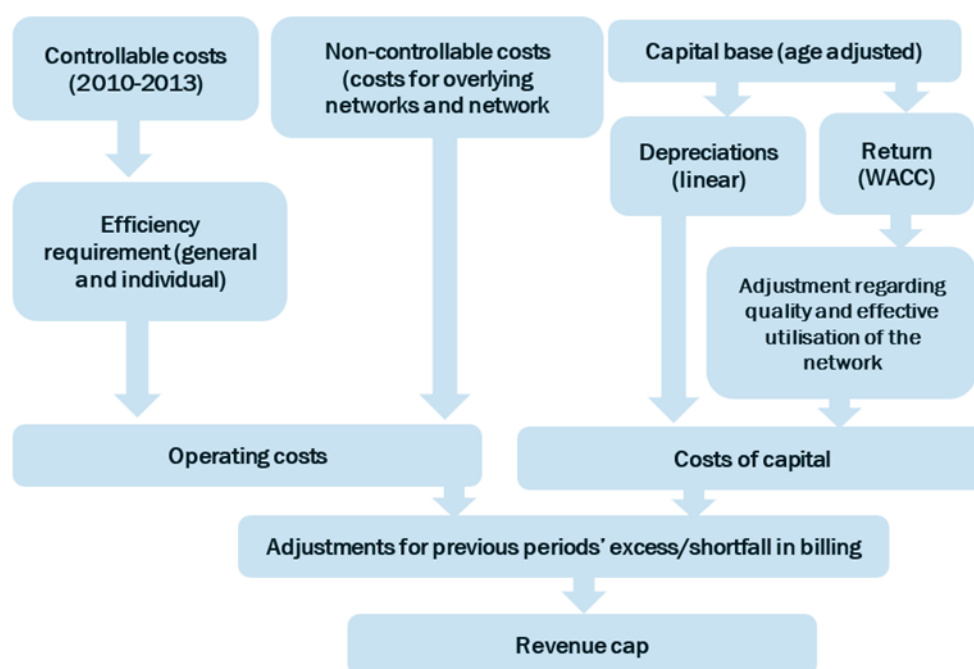 Controllable costs
(2010-2013)
Non-controllable costs
(costs for overlying
networks and network
Capital base (age adjusted)
Depreciations
(linear)
Return
(WACC)
Efficiency
requirement (general
and individual)
Adjustment regarding
quality and effective
utilisation of the
network
Operating costs
Costs of capital
Adjustments for previous periods’ excess/shortfall in billing
Revenue cap